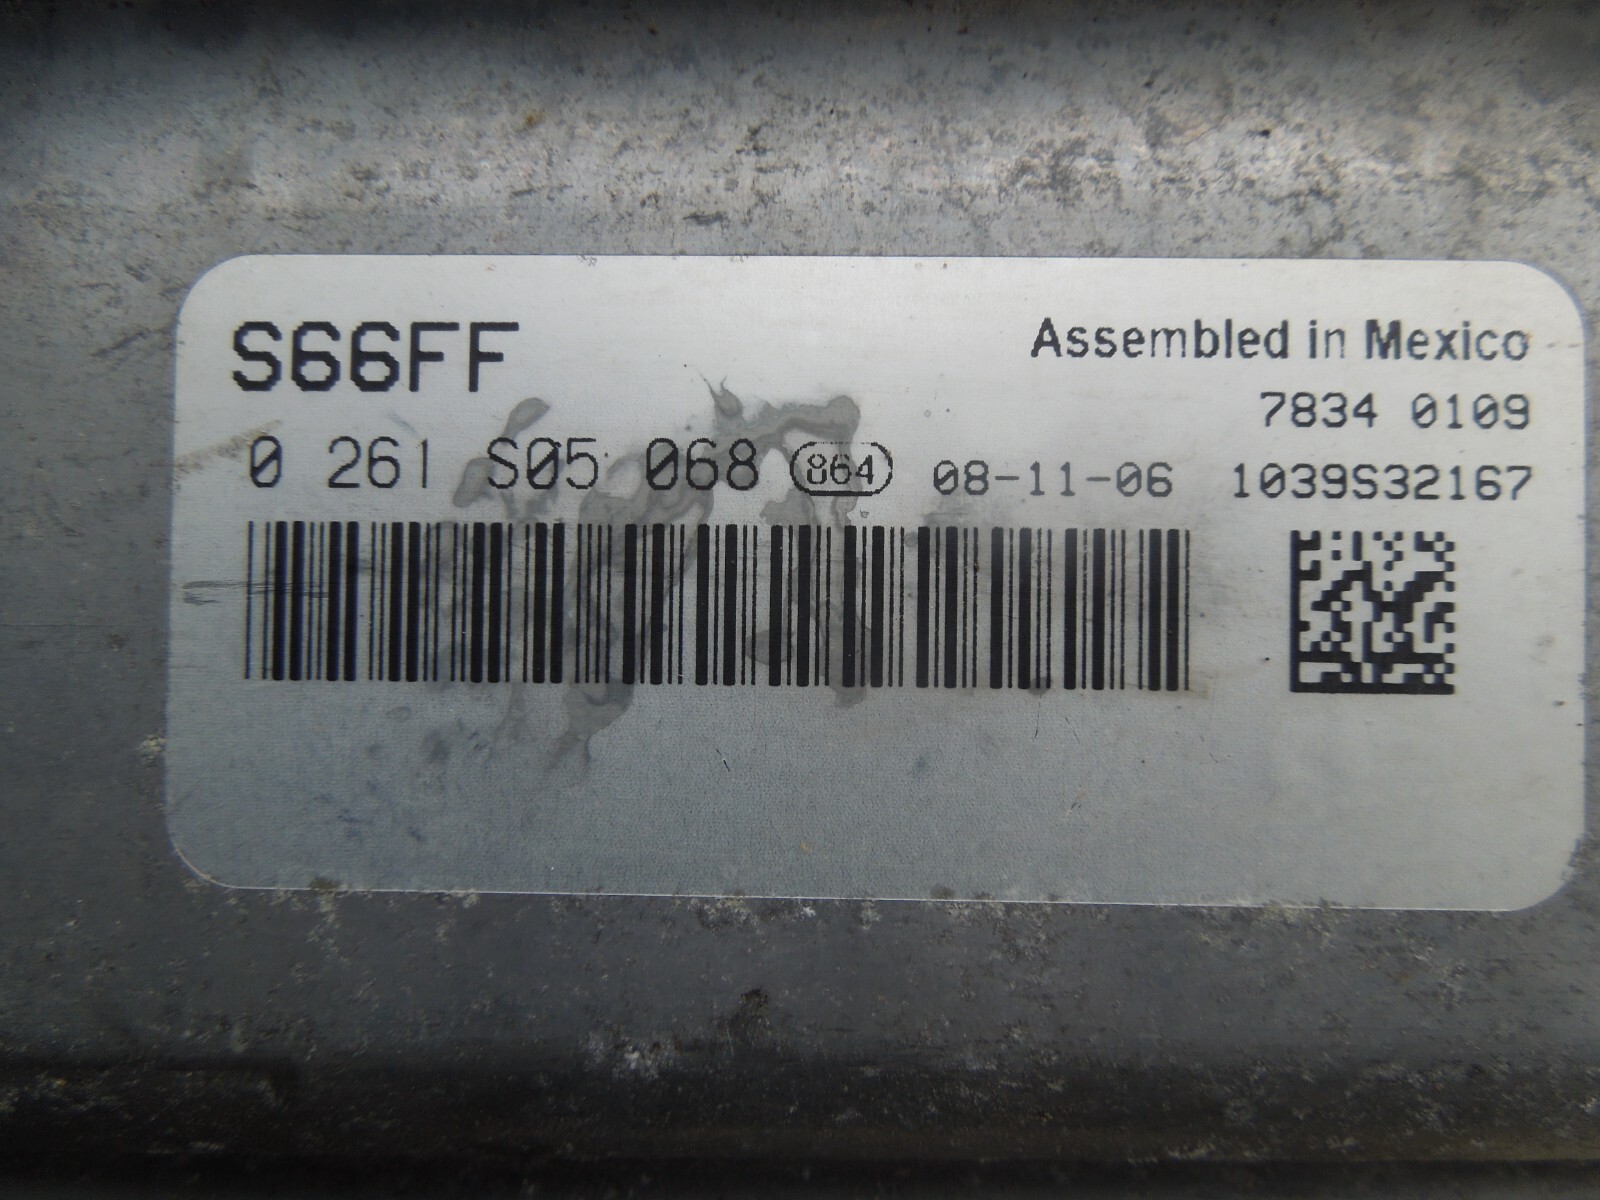 S66FF
Assembled in Mexico
7834 0109
0 261 S05 068 864 08-11-06 1039S32167